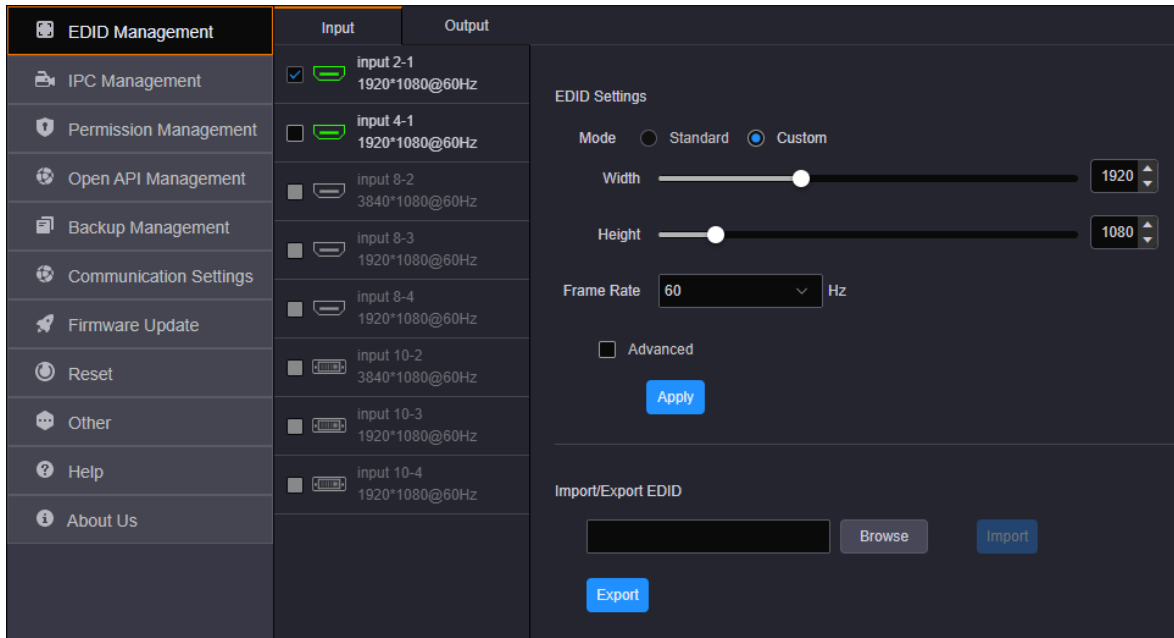 EDID Management
IPC Management
Permission Management
Open API Management
Backup Management
Communication Settings
Firmware Update
Reset
Other
Help
About Us
Input Output
input 2-1
1920*1080@60Hz
input 4-1
1920*1080@60Hz
input 8-2
3840*1080@60Hz
input 8-3
1920*1080@60Hz
input 8-4
1920*1080@60Hz
input 10-2
3840*1080@60Hz
input 10-3
1920*1080@60Hz
input 10-4
1920*1080@60Hz
EDID Settings
Mode Standard Custom
Width 1920
Height 1080
Frame Rate 60 Hz
Advanced
Apply
Import/Export EDID
Browse Import
Export